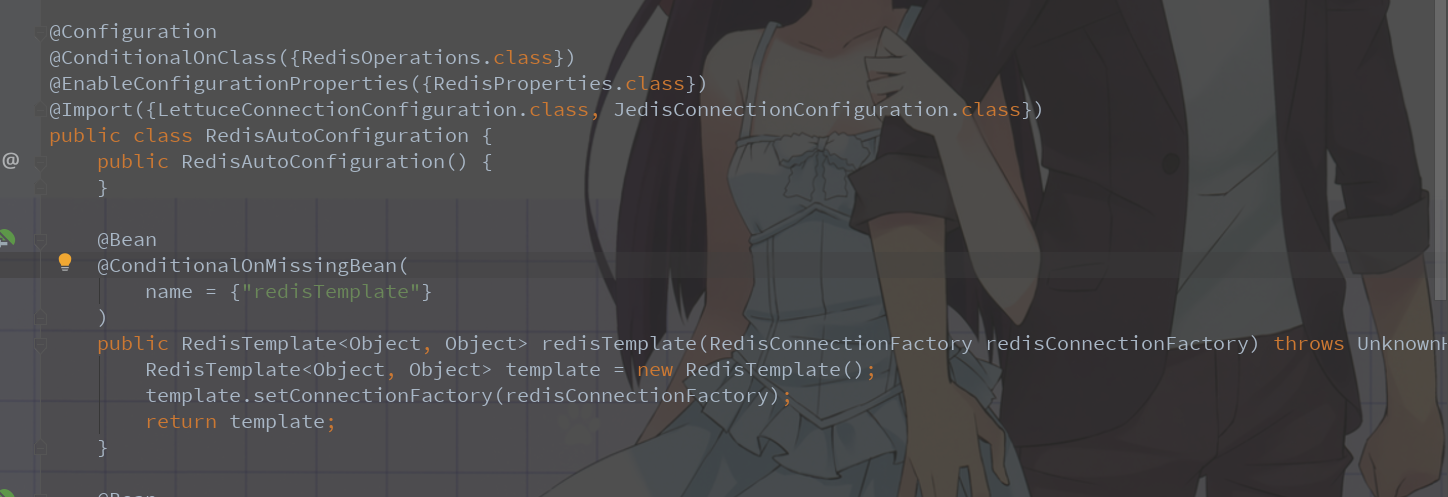 @Configuration
@ConditionalOnClass({RedisOperations.class})
@EnableConfigurationProperties({RedisProperties.class})
@Import({LettuceConnectionConfiguration.class, JedisConnectionConfiguration.class})
public class RedisAutoConfiguration {
@
    public RedisAutoConfiguration() {
    }

    @Bean
    @ConditionalOnMissingBean(
        name = {"redisTemplate"}
    )
    public RedisTemplate<Object, Object> redisTemplate(RedisConnectionFactory redisConnectionFactory) throws
        RedisTemplate<Object, Object> template = new RedisTemplate();
        template.setConnectionFactory(redisConnectionFactory);
        return template;
    }